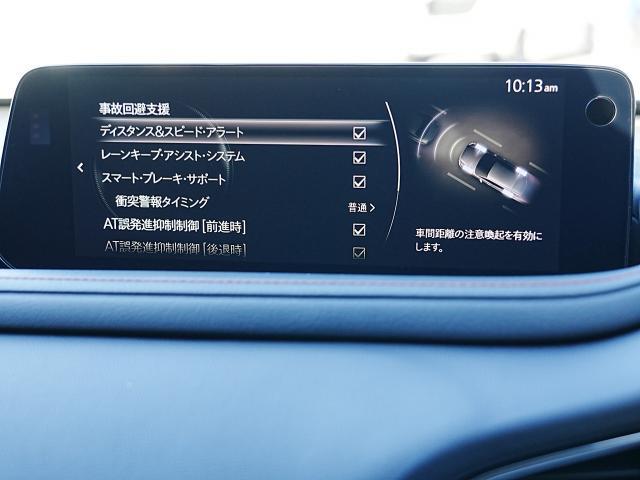 10:13am
事故回避支援
ディスタンス&スピード・アラート
レーンキープ・アシスト・システム
スマート・ブレーキ・サポート
衝突警報タイミング 普通
AT誤発進抑制制御 [前進時]
AT誤発進抑制制御 [後退時]
車間距離の注意喚起を有効に
します。